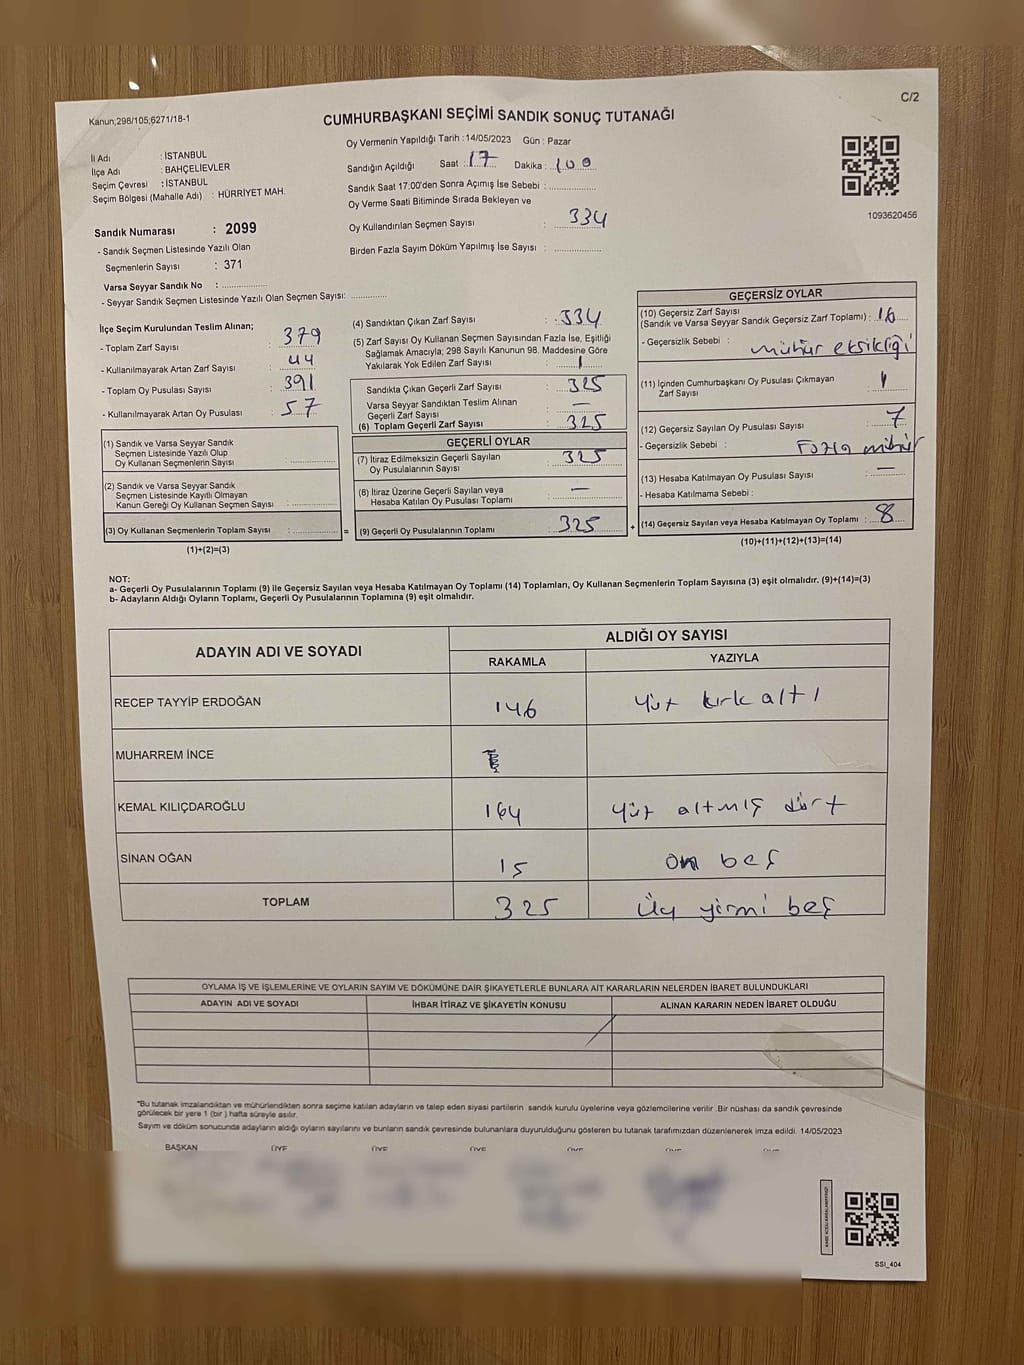 C/2
Kanun,298/105,6271/18-1
CUMHURBAŞKANI SEÇİMİ SANDIK SONUÇ TUTANAĞI
Oy Vermenin Yapıldığı Tarih :14/05/2023 Gün : Pazar
İl Adı : İSTANBUL
İlçe Adı : BAHÇELİEVLER
Seçim Çevresi : İSTANBUL
Seçim Bölgesi (Mahalle Adı) : HÜRRİYET MAH.
Sandığın Açıldığı Saat : 17 Dakika :
Sandık Saat 17.00'den Sonra Açımış İse Sebebi :
Oy Verme Saati Bitiminde Sırada Bekleyen ve
Oy Kullandırılan Seçmen Sayısı : 334
Birden Fazla Sayım Döküm Yapılmış İse Sayısı :
1093620456
Sandık Numarası : 2099
- Sandık Seçmen Listesinde Yazılı Olan
Seçmenlerin Sayısı : 371
Varsa Seyyar Sandık No :
- Seyyar Sandık Seçmen Listesinde Yazılı Olan Seçmen Sayısı:
İlçe Seçim Kurulundan Teslim Alınan;
- Toplam Zarf Sayısı : 379
- Kullanılmayarak Artan Zarf Sayısı : 44
- Toplam Oy Pusulası Sayısı : 391
- Kullanılmayarak Artan Oy Pusulası : 57
(1) Sandık ve Varsa Seyyar Sandık
Seçmen Listesinde Yazılı Olup
Oy Kullanan Seçmenlerin Sayısı :
(2) Sandık ve Varsa Seyyar Sandık
Seçmen Listesinde Kayıtlı Olmayan
Kanun Gereği Oy Kullanan Seçmen Sayısı :
(3) Oy Kullanan Seçmenlerin Toplam Sayısı : =
(1)+(2)=(3)
(4) Sandıktan Çıkan Zarf Sayısı : 334
(5) Zarf Sayısı Oy Kullanan Seçmen Sayısından Fazla İse, Eşitliği
Sağlamak Amacıyla; 298 Sayılı Kanunun 98. Maddesine Göre
Yakılarak Yok Edilen Zarf Sayısı : 1
Sandıkta Çıkan Geçerli Zarf Sayısı : 325
Varsa Seyyar Sandıktan Teslim Alınan
Geçerli Zarf Sayısı : —
(6) Toplam Geçerli Zarf Sayısı : 325
GEÇERLİ OYLAR
(7) İtiraz Edilmeksizin Geçerli Sayılan
Oy Pusulalarının Sayısı : 325
(8) İtiraz Üzerine Geçerli Sayılan veya
Hesaba Katılan Oy Pusulası Toplamı : —
(9) Geçerli Oy Pusulalarının Toplamı : 325 +
GEÇERSİZ OYLAR
(10) Geçersiz Zarf Sayısı
(Sandık ve Varsa Seyyar Sandık Geçersiz Zarf Toplamı) :
- Geçersizlik Sebebi : mühür eksikliği
(11) İçinden Cumhurbaşkanı Oy Pusulası Çıkmayan
Zarf Sayısı : 1
(12) Geçersiz Sayılan Oy Pusulası Sayısı : 7
- Geçersizlik Sebebi : Fazla mühür
(13) Hesaba Katılmayan Oy Pusulası Sayısı : —
- Hesaba Katılmama Sebebi :
(14) Geçersiz Sayılan veya Hesaba Katılmayan Oy Toplamı : 8
(10)+(11)+(12)+(13)=(14)
NOT:
a- Geçerli Oy Pusulalarının Toplamı (9) ile Geçersiz Sayılan veya Hesaba Katılmayan Oy Toplamı (14) Toplamları, Oy Kullanan Seçmenlerin Toplam Sayısına (3) eşit olmalıdır. (9)+(14)=(3)
b- Adayların Aldığı Oyların Toplamı, Geçerli Oy Pusulalarının Toplamına (9) eşit olmalıdır.
ADAYIN ADI VE SOYADI
ALDIĞI OY SAYISI
RAKAMLA YAZIYLA
RECEP TAYYİP ERDOĞAN 146 Yüz kırk altı
MUHARREM İNCE
KEMAL KILIÇDAROĞLU 164 Yüz altmış dört
SİNAN OĞAN 15 on beş
TOPLAM 325 Üçy yirmi beş
OYLAMA İŞ VE İŞLEMLERİNE VE OYLARIN SAYIM VE DÖKÜMÜNE DAİR ŞİKAYETLERLE BUNLARA AİT KARARLARIN NELERDEN İBARET BULUNDUKLARI
ADAYIN ADI VE SOYADI İHBAR İTİRAZ VE ŞİKAYETİN KONUSU ALINAN KARARIN NEDEN İBARET OLDUĞU
*Bu tutanak imzalandıktan ve mühürlendikten sonra seçime katılan adayların ve talep eden siyasi partilerin sandık kurulu üyelerine veya gözlemcilerine verilir .Bir nüshası da sandık çevresinde
görülecek bir yere 1 (bir ) hafta süreyle asılır.
Sayım ve döküm sonucunda adayların aldığı oyların sayılarını ve bunların sandık çevresinde bulunanlara duyurulduğunu gösteren bu tutanak tarafımızdan düzenlenerek imza edildi. 14/05/2023
BAŞKAN ÜYE ÜYE ÜYE ÜYE ÜYE ÜYE
SSI_404